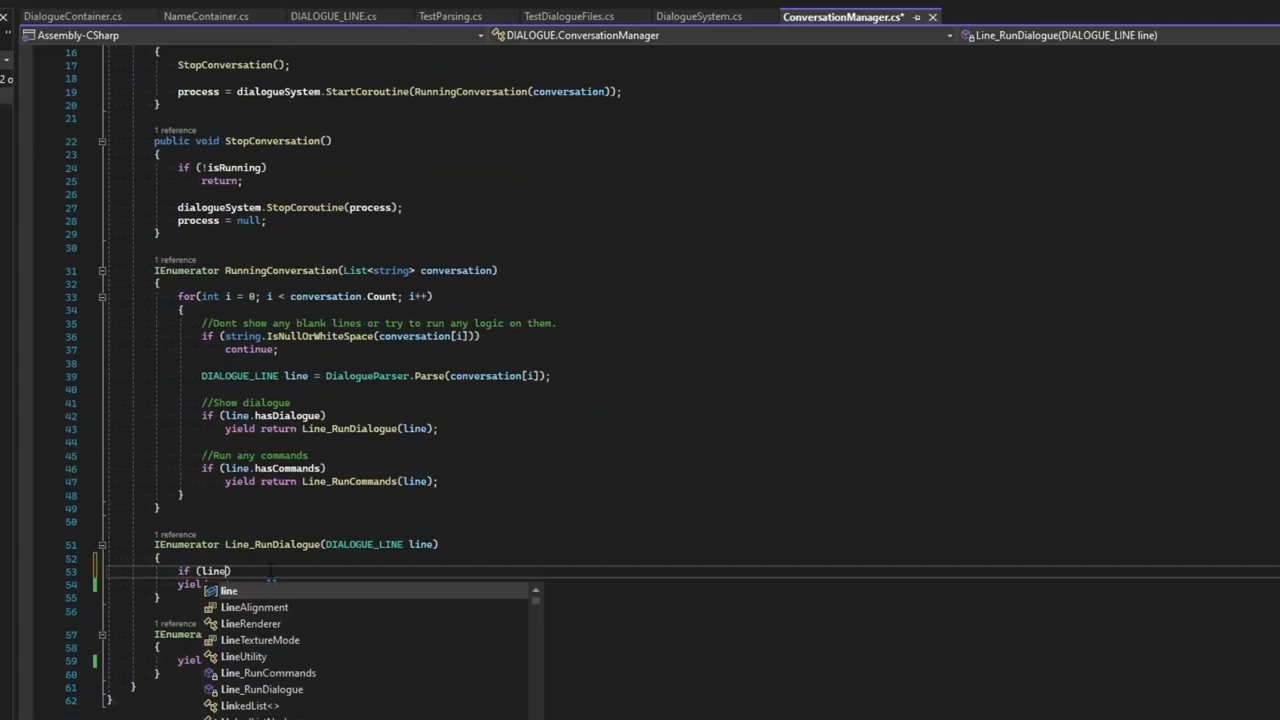 DialogueContainer.cs NameContainer.cs DIALOGUE_LINE.cs TestParsing.cs TestDialogueFiles.cs DialogueSystem.cs ConversationManager.cs*
Assembly-CSharp DIALOGUE.ConversationManager Line_RunDialogue(DIALOGUE_LINE line)
16 {
17 StopConversation();
18
19 process = dialogueSystem.StartCoroutine(RunningConversation(conversation));
20 }
21
1 reference
22 public void StopConversation()
23 {
24 if (!isRunning)
25 return;
26
27 dialogueSystem.StopCoroutine(process);
28 process = null;
29 }
30
1 reference
31 IEnumerator RunningConversation(List<string> conversation)
32 {
33 for(int i = 0; i < conversation.Count; i++)
34 {
35 //Dont show any blank lines or try to run any logic on them.
36 if (string.IsNullOrWhiteSpace(conversation[i]))
37 continue;
38
39 DIALOGUE_LINE line = DialogueParser.Parse(conversation[i]);
40
41 //Show dialogue
42 if (line.hasDialogue)
43 yield return Line_RunDialogue(line);
44
45 //Run any commands
46 if (line.hasCommands)
47 yield return Line_RunCommands(line);
48 }
49 }
50
1 reference
51 IEnumerator Line_RunDialogue(DIALOGUE_LINE line)
52 {
53 if (line)
54 yiel
line
55 }
LineAlignment
56
LineRenderer
1 reference
57 IEnumera
LineTextureMode
58 {
LineUtility
59 yiel
Line_RunCommands
60 }
61 }
Line_RunDialogue
62 }
LinkedList<>